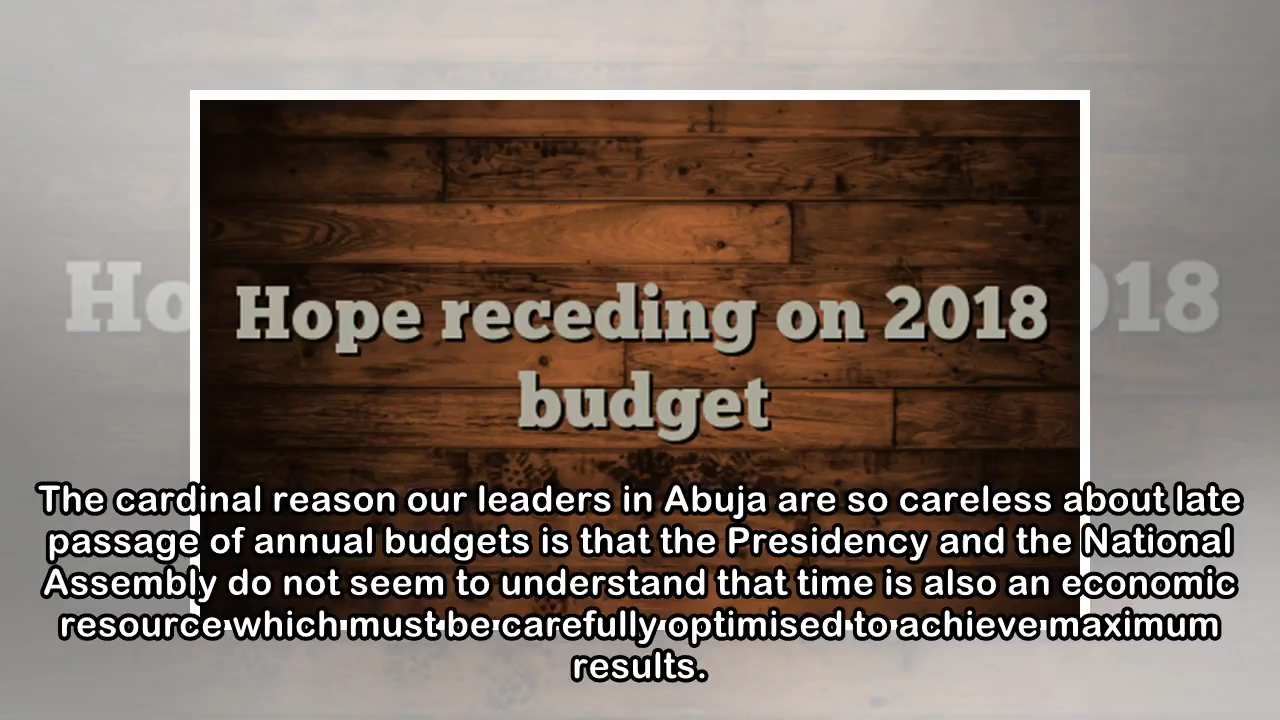 Hope receding on 2018
budget
The cardinal reason our leaders in Abuja are so careless about late
passage of annual budgets is that the Presidency and the National
Assembly do not seem to understand that time is also an economic
resource which must be carefully optimised to achieve maximum
results.